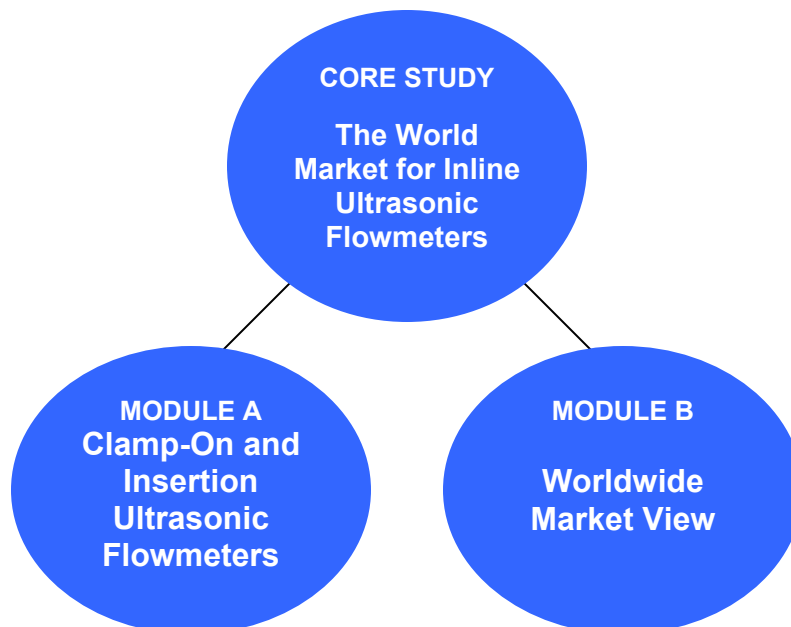 CORE STUDY
The World
Market for Inline
Ultrasonic
Flowmeters
MODULE A
Clamp-On and
Insertion
Ultrasonic
Flowmeters
MODULE B
Worldwide
Market View